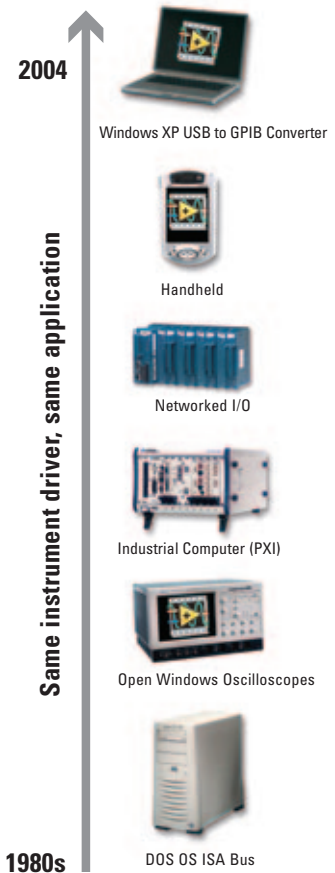 2004
Windows XP USB to GPIB Converter
Handheld
Same instrument driver, same application
Networked I/O
Industrial Computer (PXI)
Open Windows Oscilloscopes
1980s
DOS OS ISA Bus